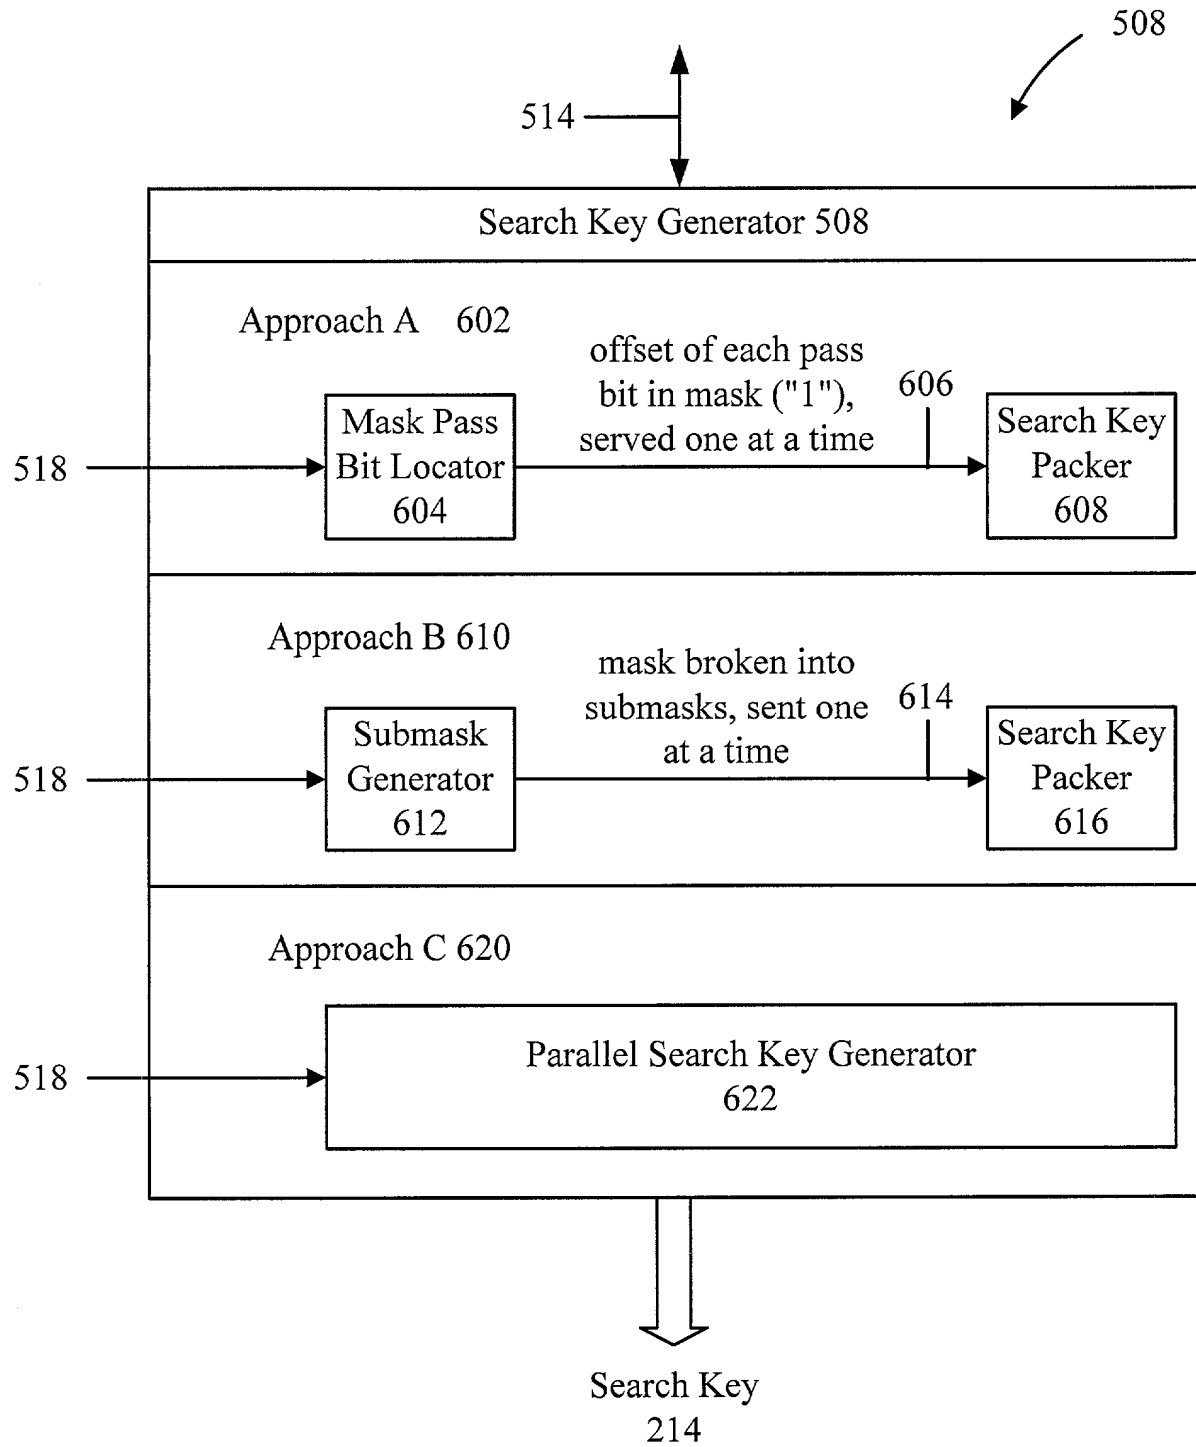 508
514
Search Key Generator 508
Approach A 602
offset of each pass
bit in mask ("1"),
served one at a time
606
Mask Pass
Bit Locator
604
Search Key
Packer
608
518
Approach B 610
mask broken into
submasks, sent one
at a time
614
Submask
Generator
612
Search Key
Packer
616
518
Approach C 620
Parallel Search Key Generator
622
518
Search Key
214